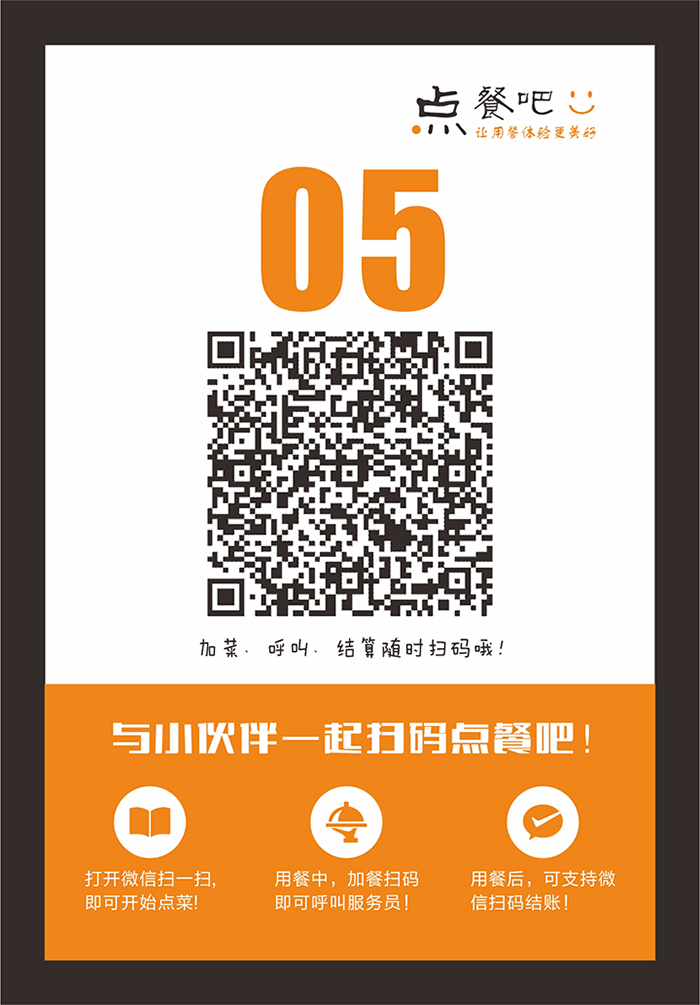 点餐吧
让用餐体验更美好
05
加菜、呼叫、结算随时扫码哦!
与小伙伴一起扫码点餐吧!
打开微信扫一扫,
即可开始点菜!
用餐中，加餐扫码
即可呼叫服务员!
用餐后，可支持微
信扫码结账!